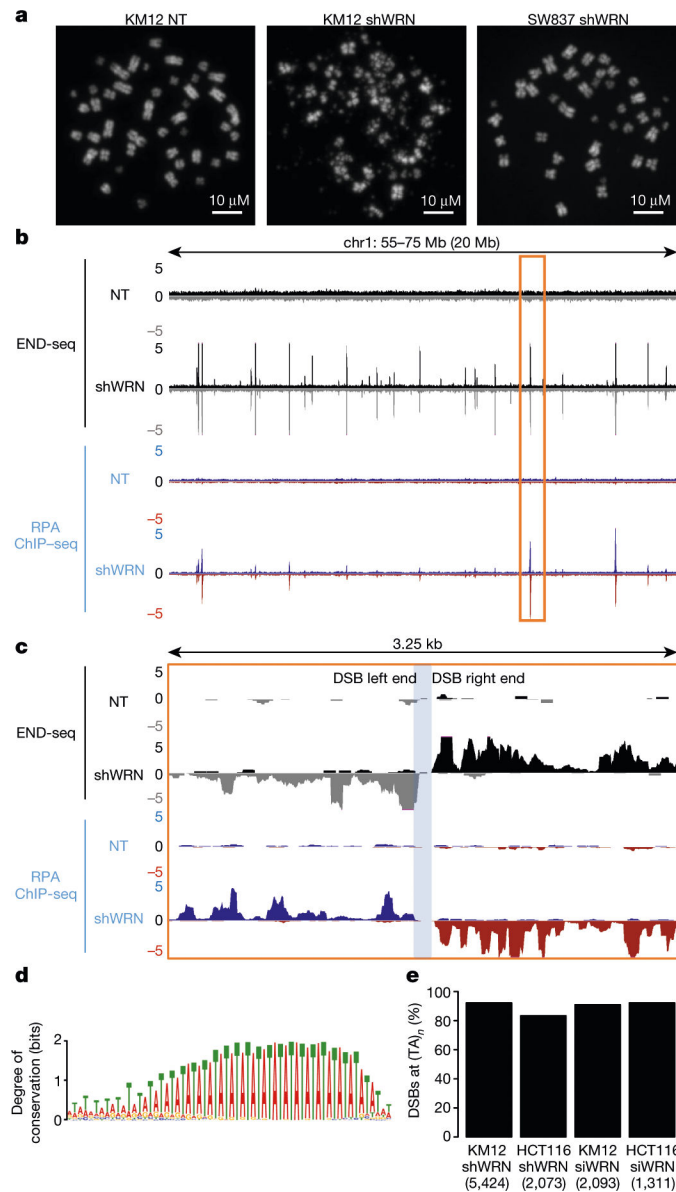 a
KM12 NT
KM12 shWRN
SW837 shWRN
10 µM
10 µM
10 µM
b
chr1: 55–75 Mb (20 Mb)
END-seq
NT
5
0
−5
shWRN
5
0
−5
RPA
ChIP–seq
NT
5
0
−5
shWRN
5
0
−5
c
3.25 kb
DSB left end
DSB right end
END-seq
NT
5
0
−5
shWRN
5
0
−5
RPA
ChIP-seq
NT
5
0
−5
shWRN
5
0
−5
d
Degree of
conservation (bits)
2
1
0
e
DSBs at (TA)n (%)
100
80
60
40
20
0
KM12 HCT116 KM12 HCT116
shWRN shWRN siWRN siWRN
(5,424) (2,073) (2,093) (1,311)